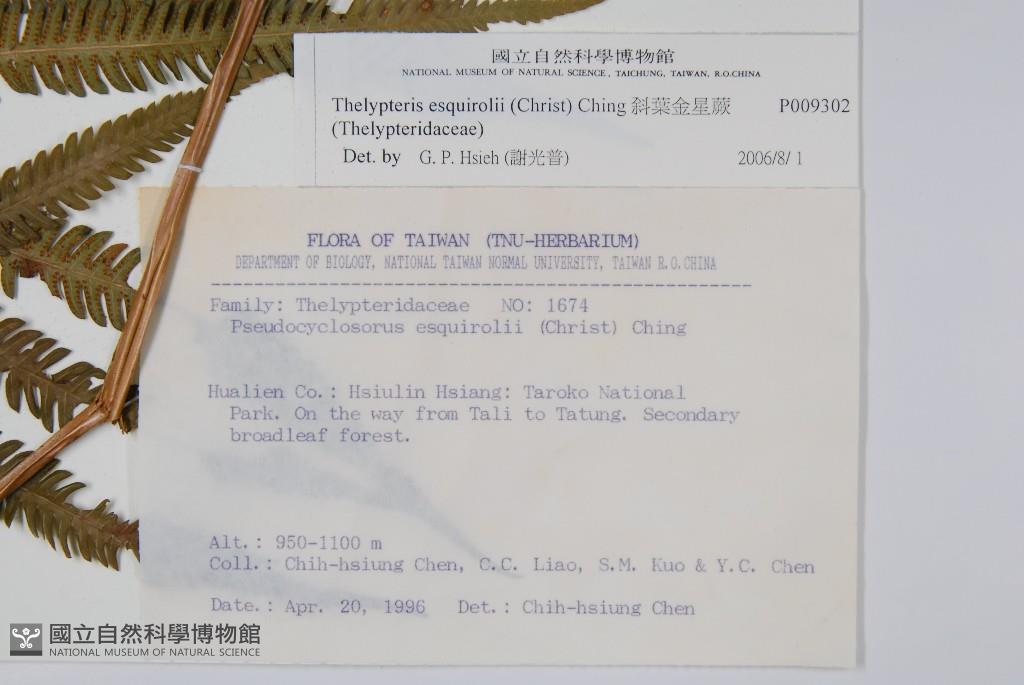 國立自然科學博物館
NATIONAL MUSEUM OF NATURAL SCIENCE, TAICHUNG, TAIWAN, R.O.CHINA
Thelypteris esquirolii (Christ) Ching 斜葉金星蕨 P009302
(Thelypteridaceae)
Det. by G. P. Hsieh (謝光普) 2006/8/1
FLORA OF TAIWAN (TNU-HERBARIUM)
DEPARTMENT OF BIOLOGY, NATIONAL TAIWAN NORMAL UNIVERSITY, TAIWAN R.O.CHINA
Family: Thelypteridaceae NO: 1674
Pseudocyclosorus esquirolii (Christ) Ching
Hualien Co.: Hsiulin Hsiang: Taroko National
Park. On the way from Tali to Tatung. Secondary
broadleaf forest.
Alt.: 950-1100 m
Coll.: Chih-hsiung Chen, C.C. Liao, S.M. Kuo & Y.C. Chen
Date.: Apr. 20, 1996 Det.: Chih-hsiung Chen
國立自然科學博物館
NATIONAL MUSEUM OF NATURAL SCIENCE